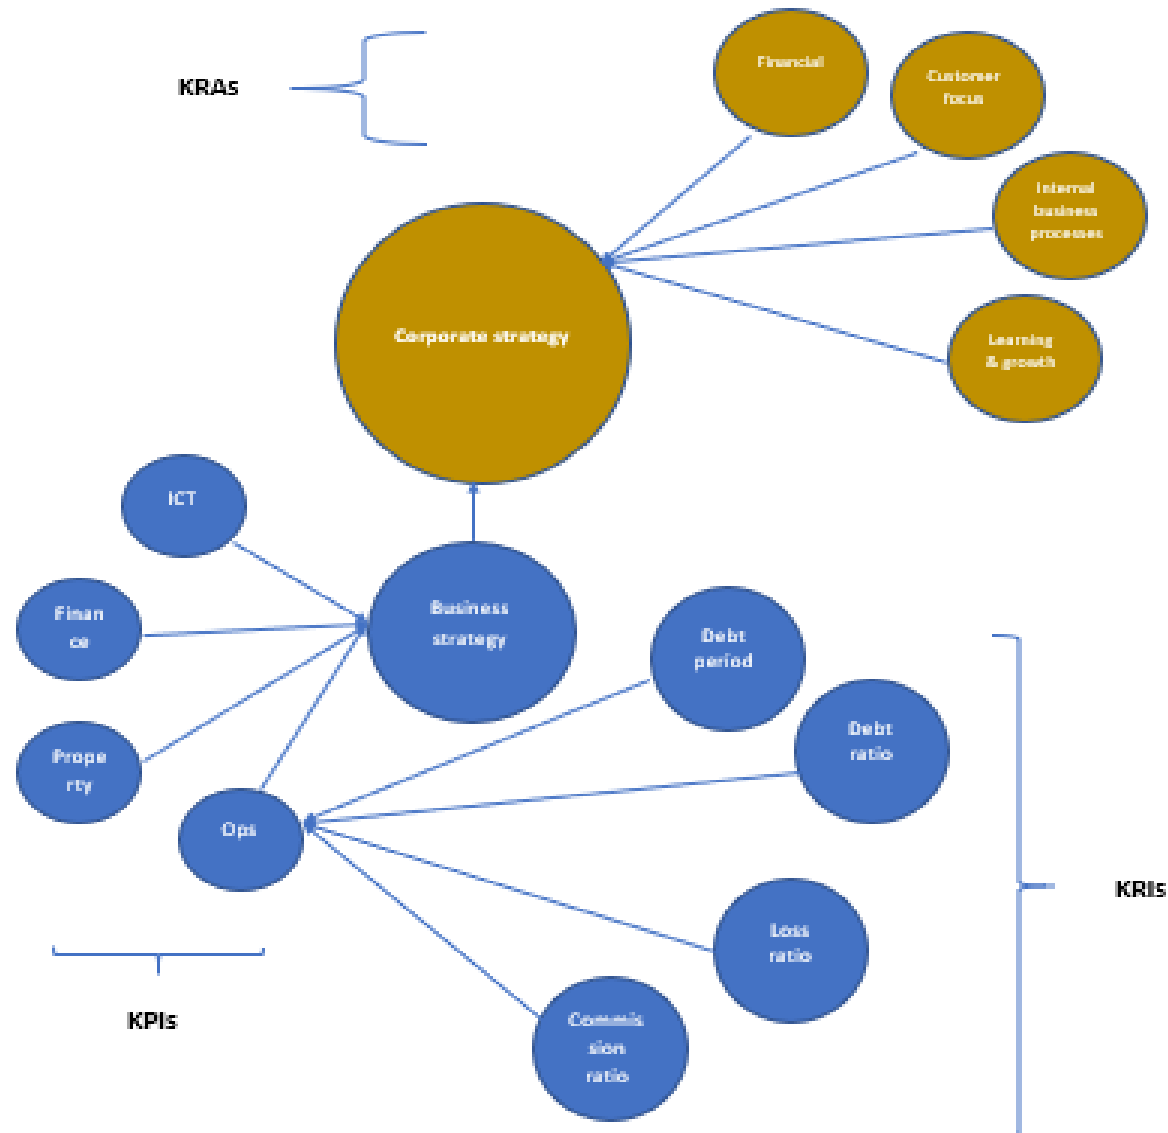 KRAs
Financial
Customer
focus
Internal
business
processes
Corporate strategy
Learning
& growth
ICT
Finan
ce
Business
strategy
Debt
period
Prope
rty
Debt
ratio
Ops
KRIs
Loss
ratio
KPIs
Commis
sion
ratio